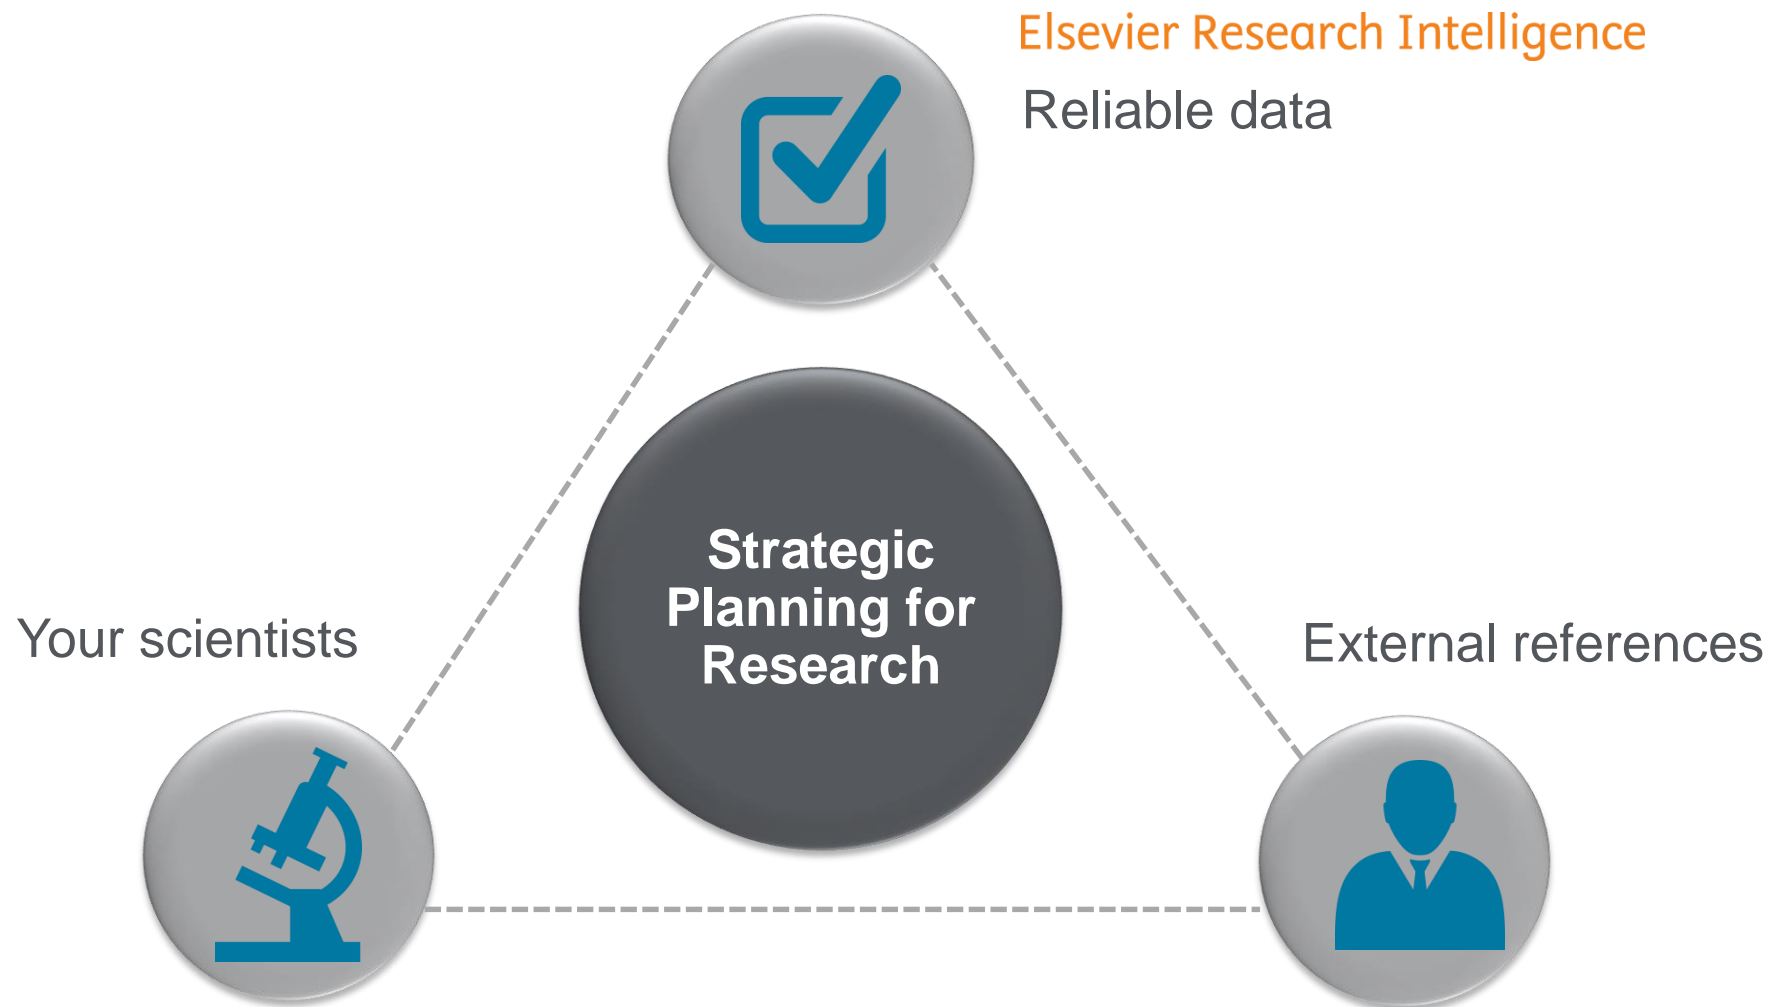 Elsevier Research Intelligence
Reliable data
Strategic
Planning for
Research
Your scientists
External references